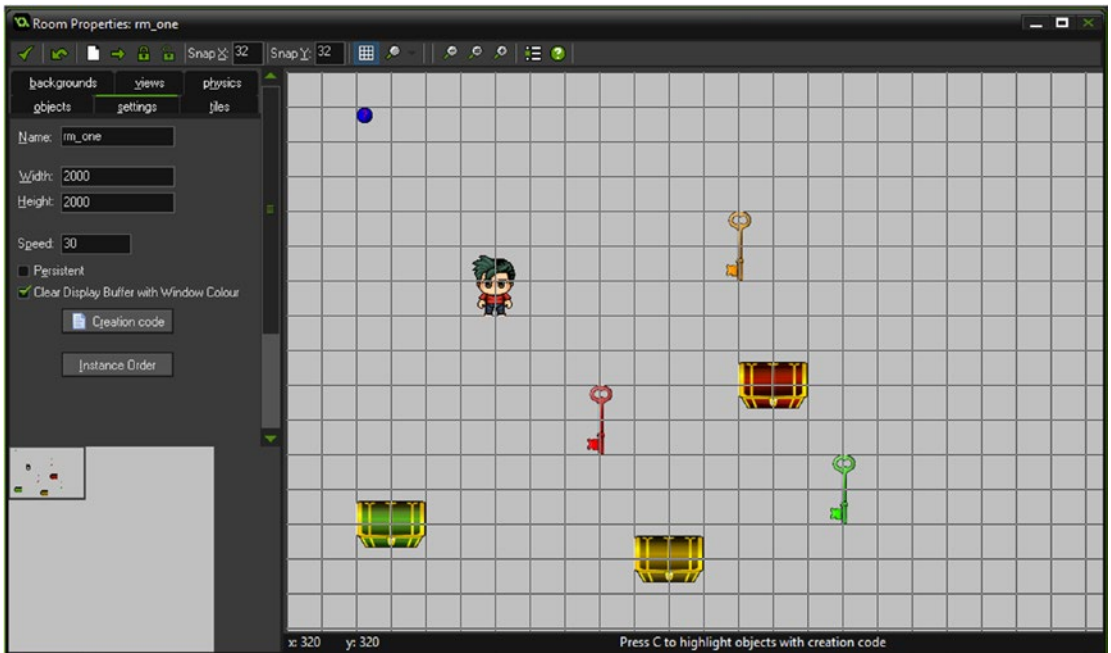 Room Properties: rm_one
Snap X: 32 Snap Y: 32
backgrounds views physics
objects settings tiles
Name: rm_one
Width: 2000
Height: 2000
Speed: 30
Persistent
Clear Display Buffer with Window Colour
Creation code
Instance Order
x: 320 y: 320 Press C to highlight objects with creation code